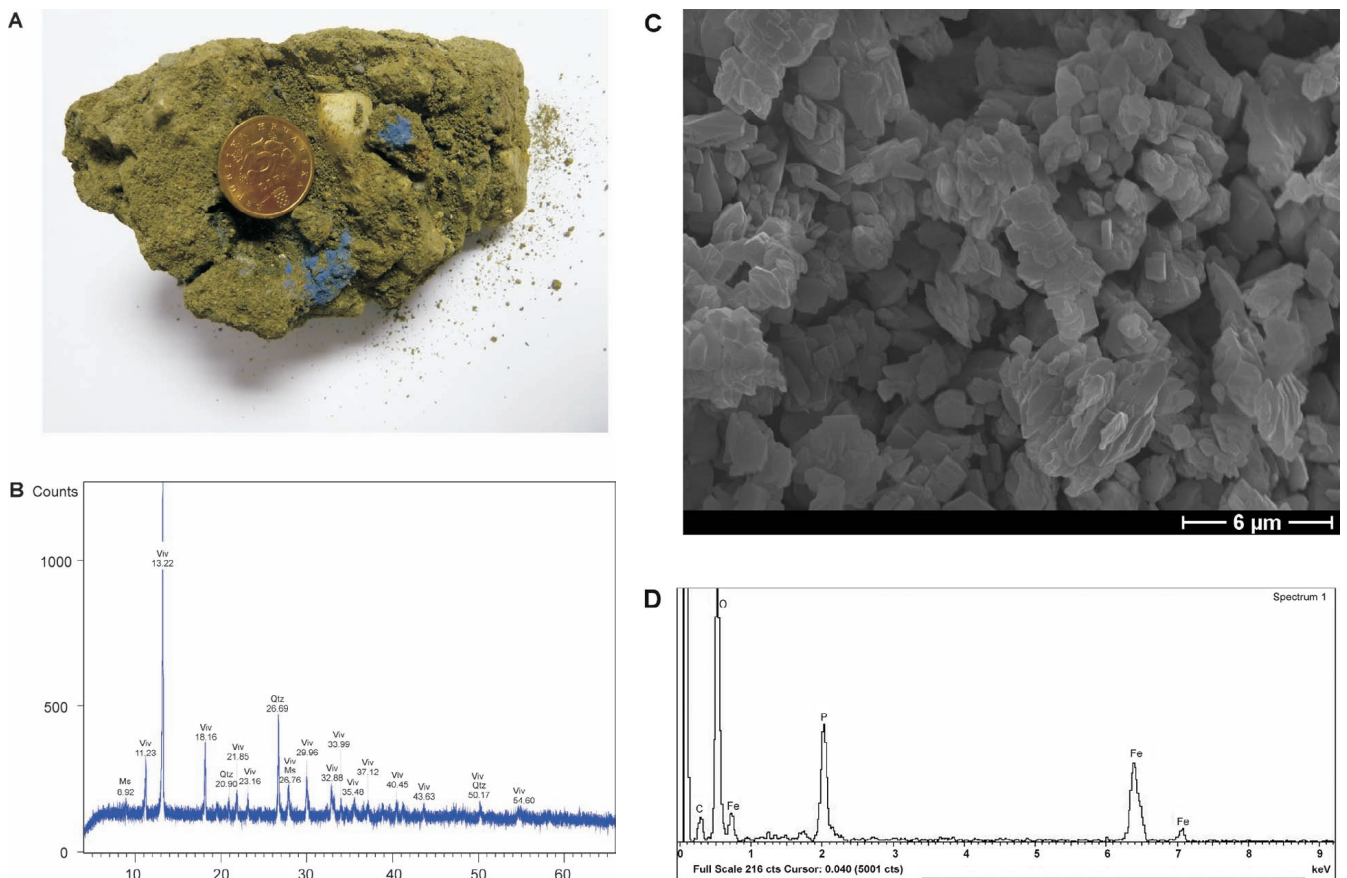 A
C
6 µm
B
Counts
1000
500
0
Viv
13.22
Viv
11.23
Ms
8.92
Viv
18.16
Qtz
20.90
Viv
21.85
Viv
23.16
Qtz
26.69
Viv
Ms
26.76
Viv
29.96
Viv
32.88
Viv
33.99
Viv
35.48
Viv
37.12
Viv
40.45
Viv
43.63
Viv
Qtz
50.17
Viv
54.60
10 20 30 40 50 60
D
Spectrum 1
O
C
Fe
P
Fe
Fe
0 1 2 3 4 5 6 7 8 9
Full Scale 216 cts Cursor: 0.040 (5001 cts) keV